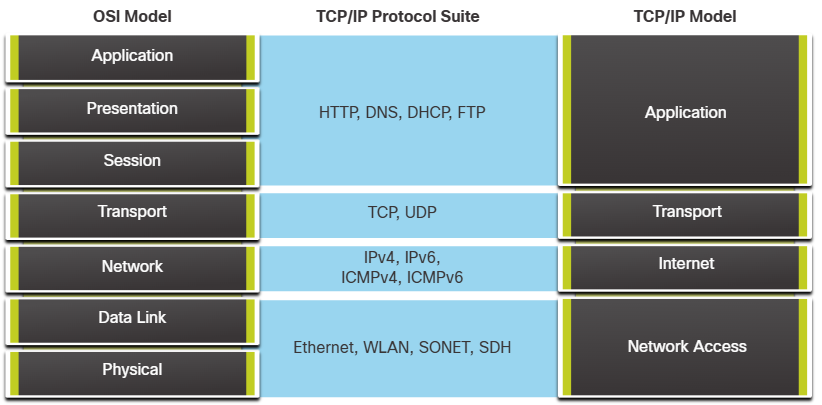 OSI Model
TCP/IP Protocol Suite
TCP/IP Model
Application
Presentation
Session
Transport
Network
Data Link
Physical
HTTP, DNS, DHCP, FTP
TCP, UDP
IPv4, IPv6,
ICMPv4, ICMPv6
Ethernet, WLAN, SONET, SDH
Application
Transport
Internet
Network Access